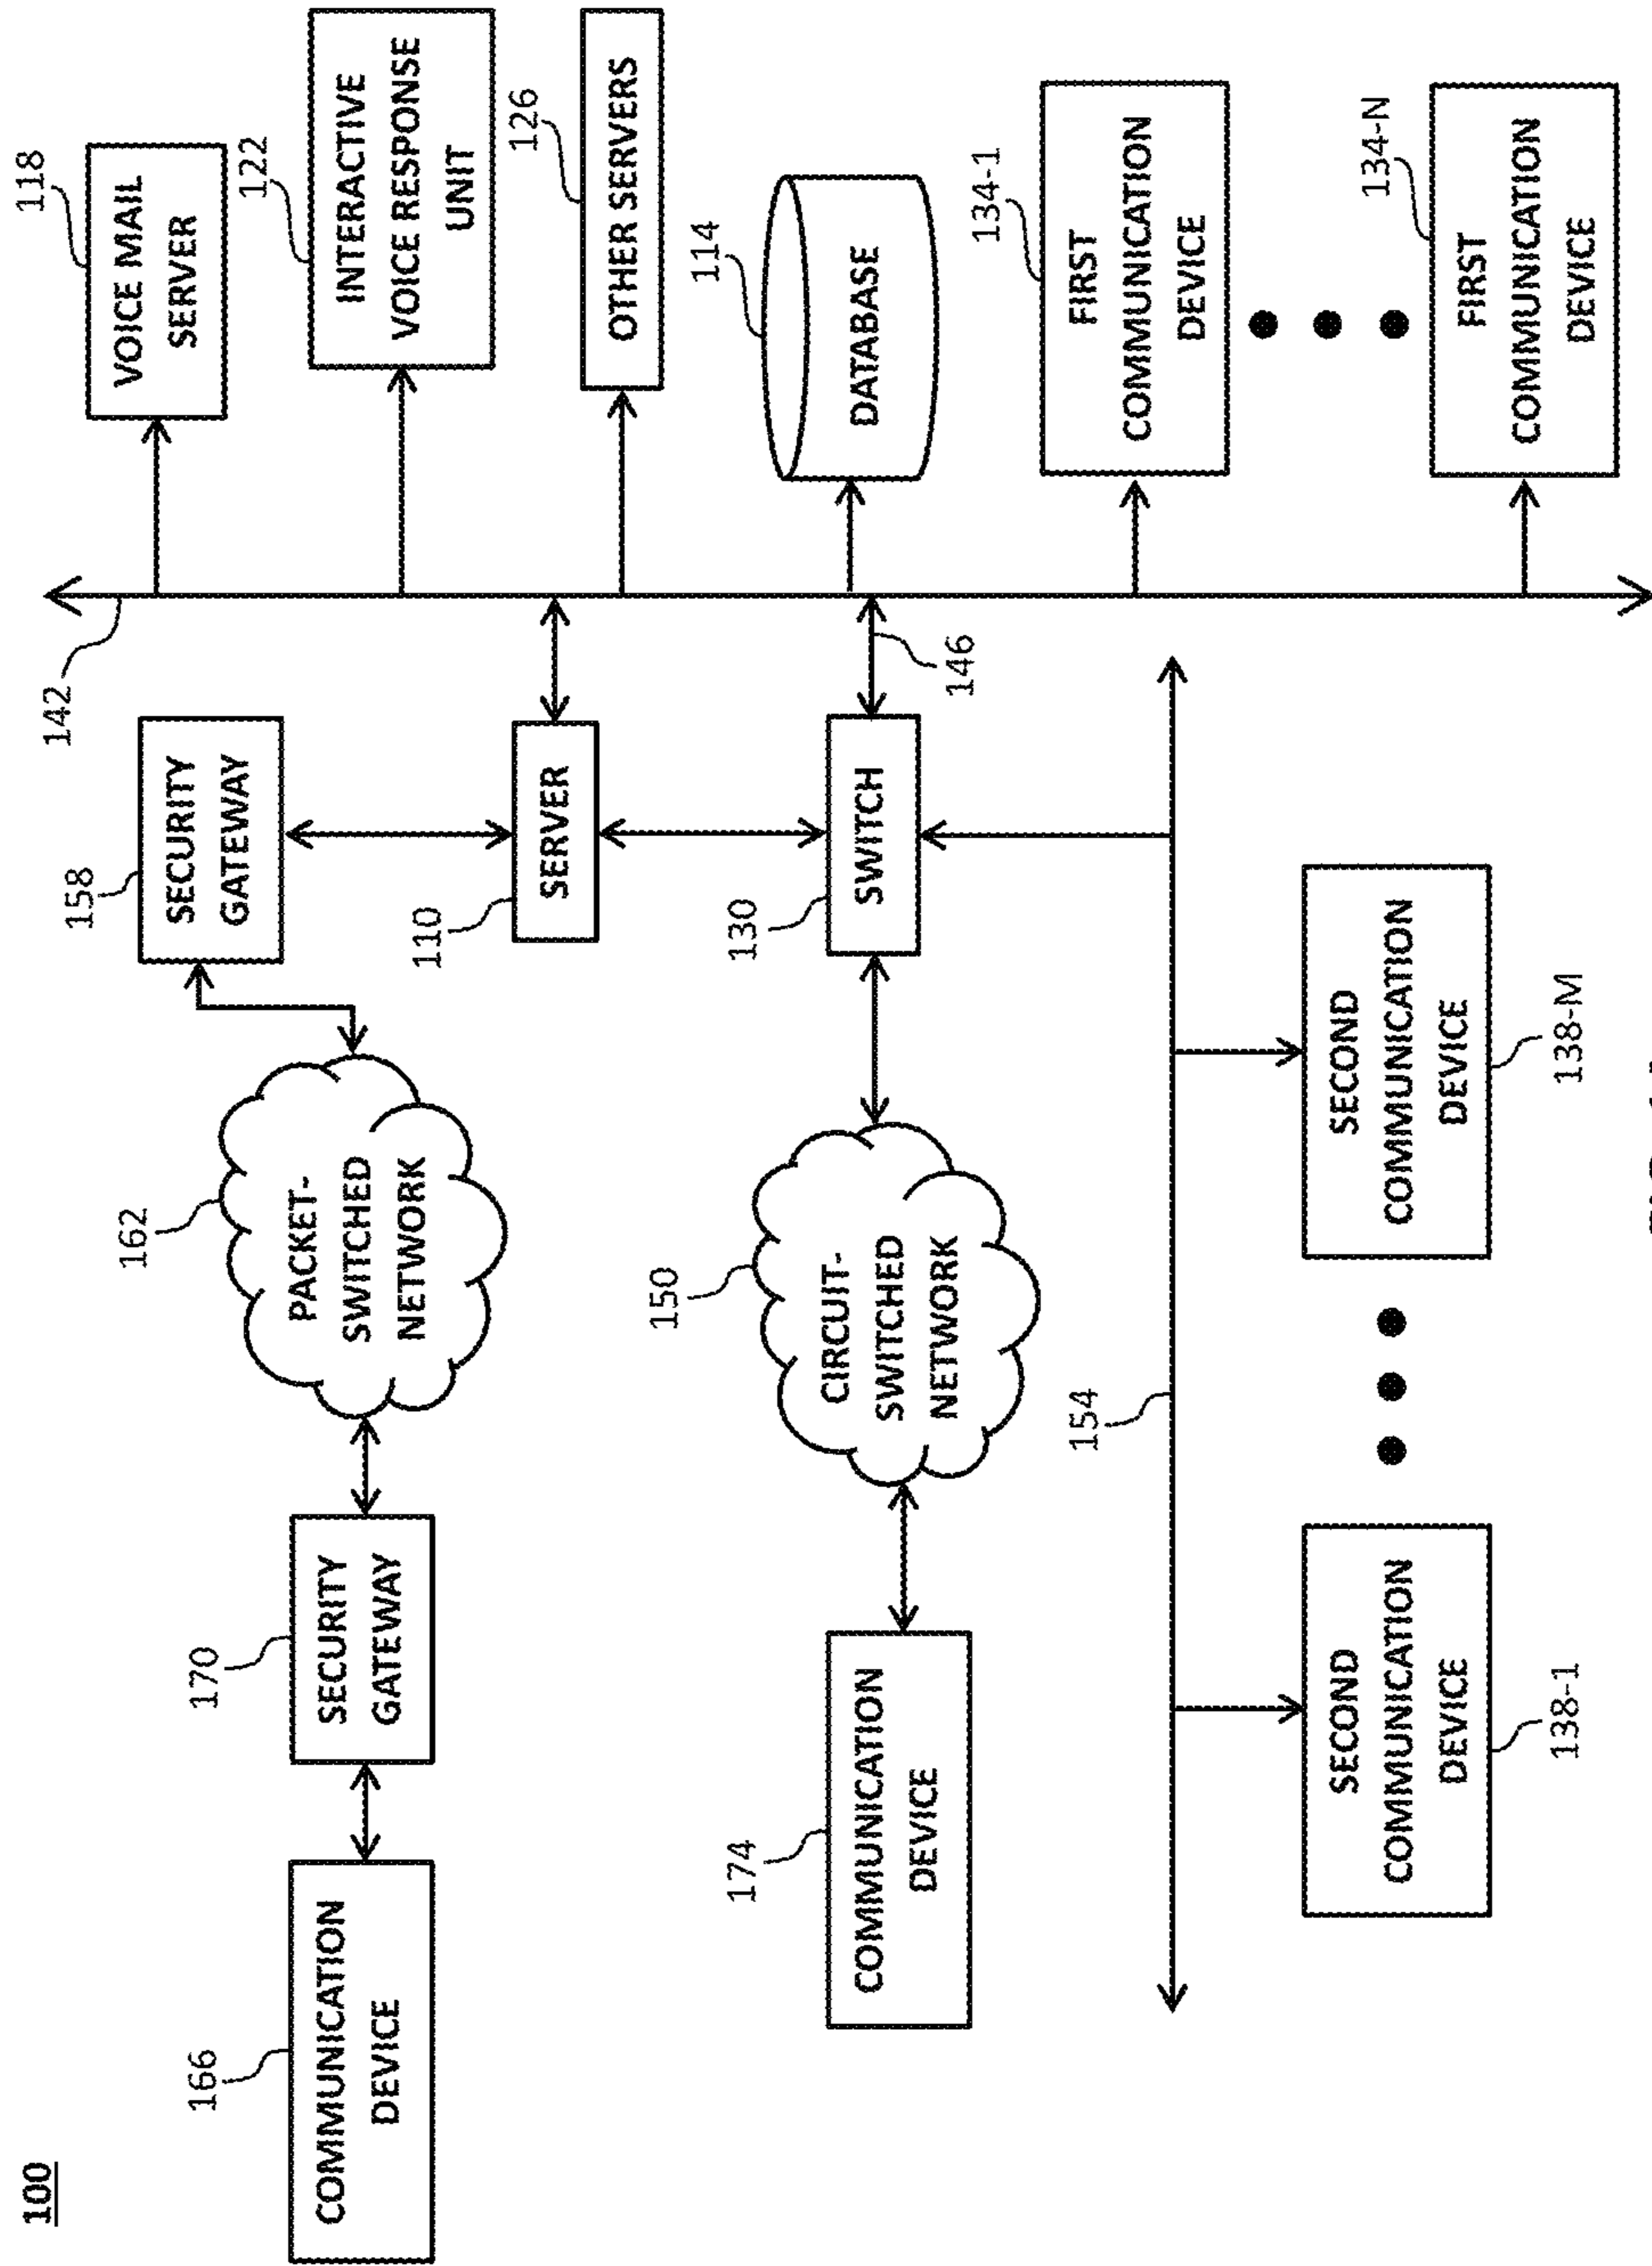 100
166
COMMUNICATION
DEVICE
170
SECURITY
GATEWAY
162
PACKET-
SWITCHED
NETWORK
158
SECURITY
GATEWAY
142
118
VOICE MAIL
SERVER
122
INTERACTIVE
VOICE RESPONSE
UNIT
126
OTHER SERVERS
110
SERVER
114
DATABASE
174
COMMUNICATION
DEVICE
150
CIRCUIT-
SWITCHED
NETWORK
130
SWITCH
146
134-1
FIRST
COMMUNICATION
DEVICE
154
134-N
FIRST
COMMUNICATION
DEVICE
SECOND
COMMUNICATION
DEVICE
138-1
SECOND
COMMUNICATION
DEVICE
138-M